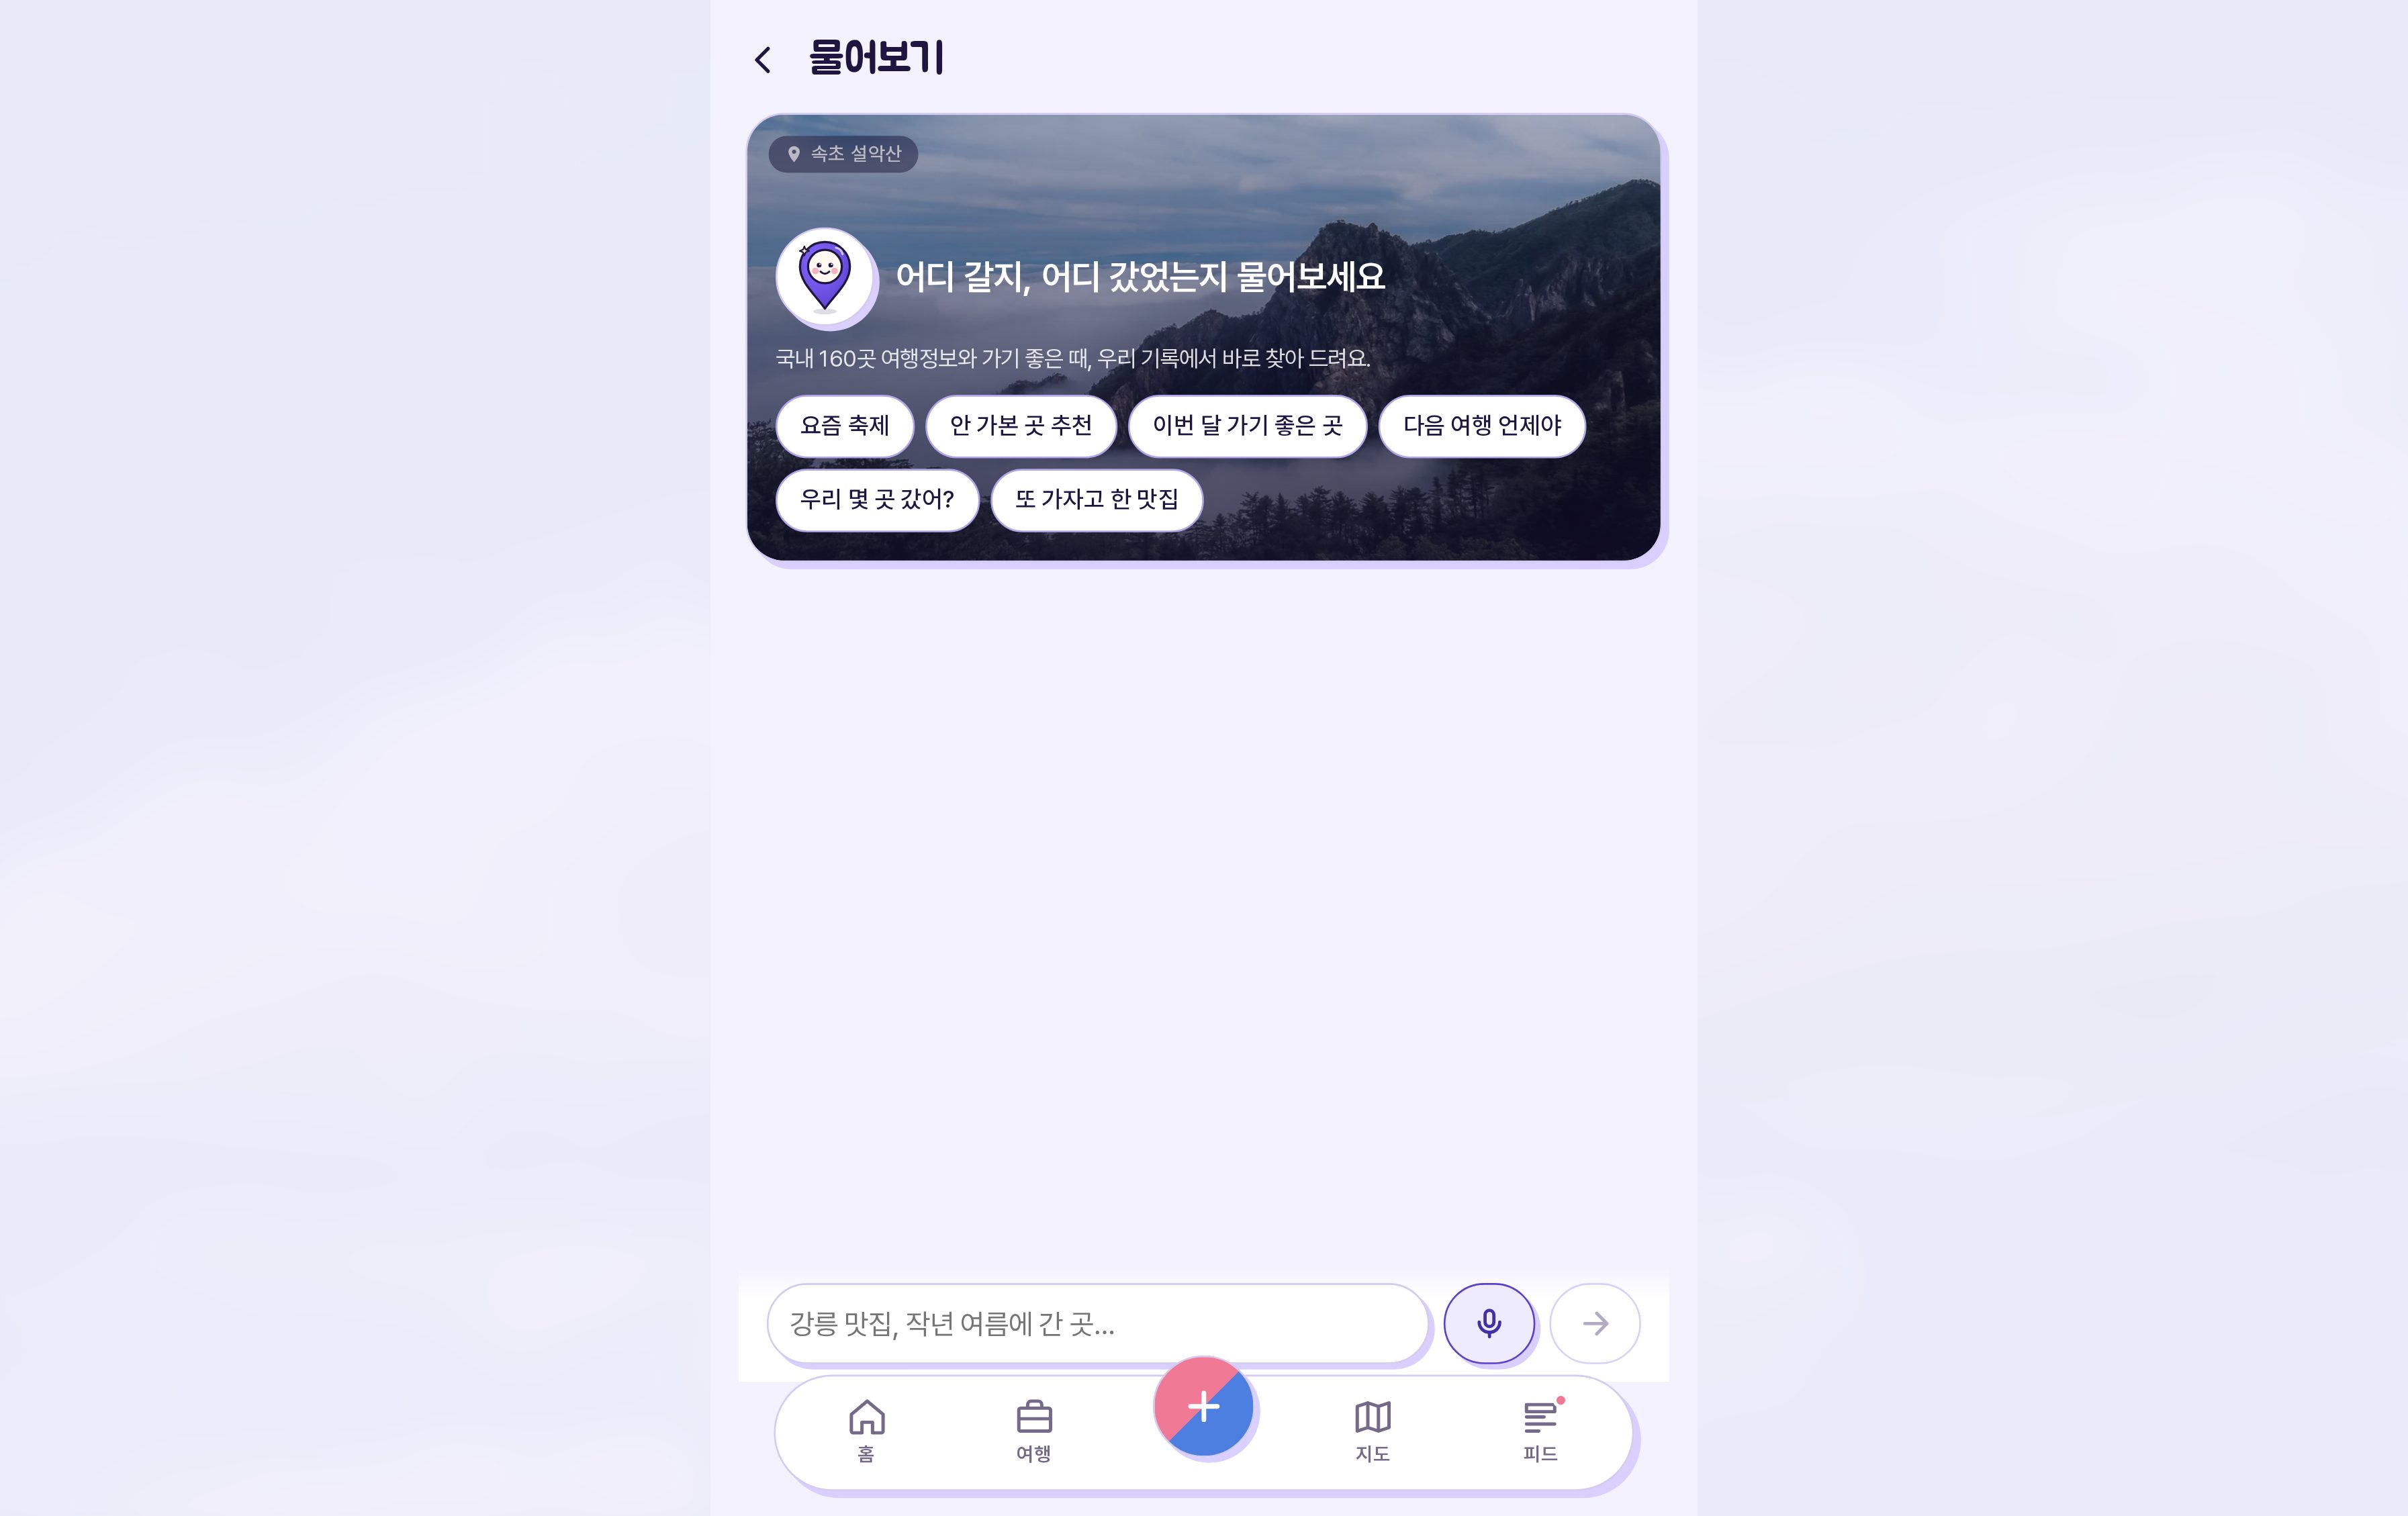 물어보기
속초 설악산
어디 갈지, 어디 갔었는지 물어보세요
국내 160곳 여행정보와 가기 좋은 때, 우리 기록에서 바로 찾아 드려요.
요즘 축제
안 가본 곳 추천
이번 달 가기 좋은 곳
다음 여행 언제야
우리 몇 곳 갔어?
또 가자고 한 맛집
강릉 맛집, 작년 여름에 간 곳...
홈
여행
지도
피드